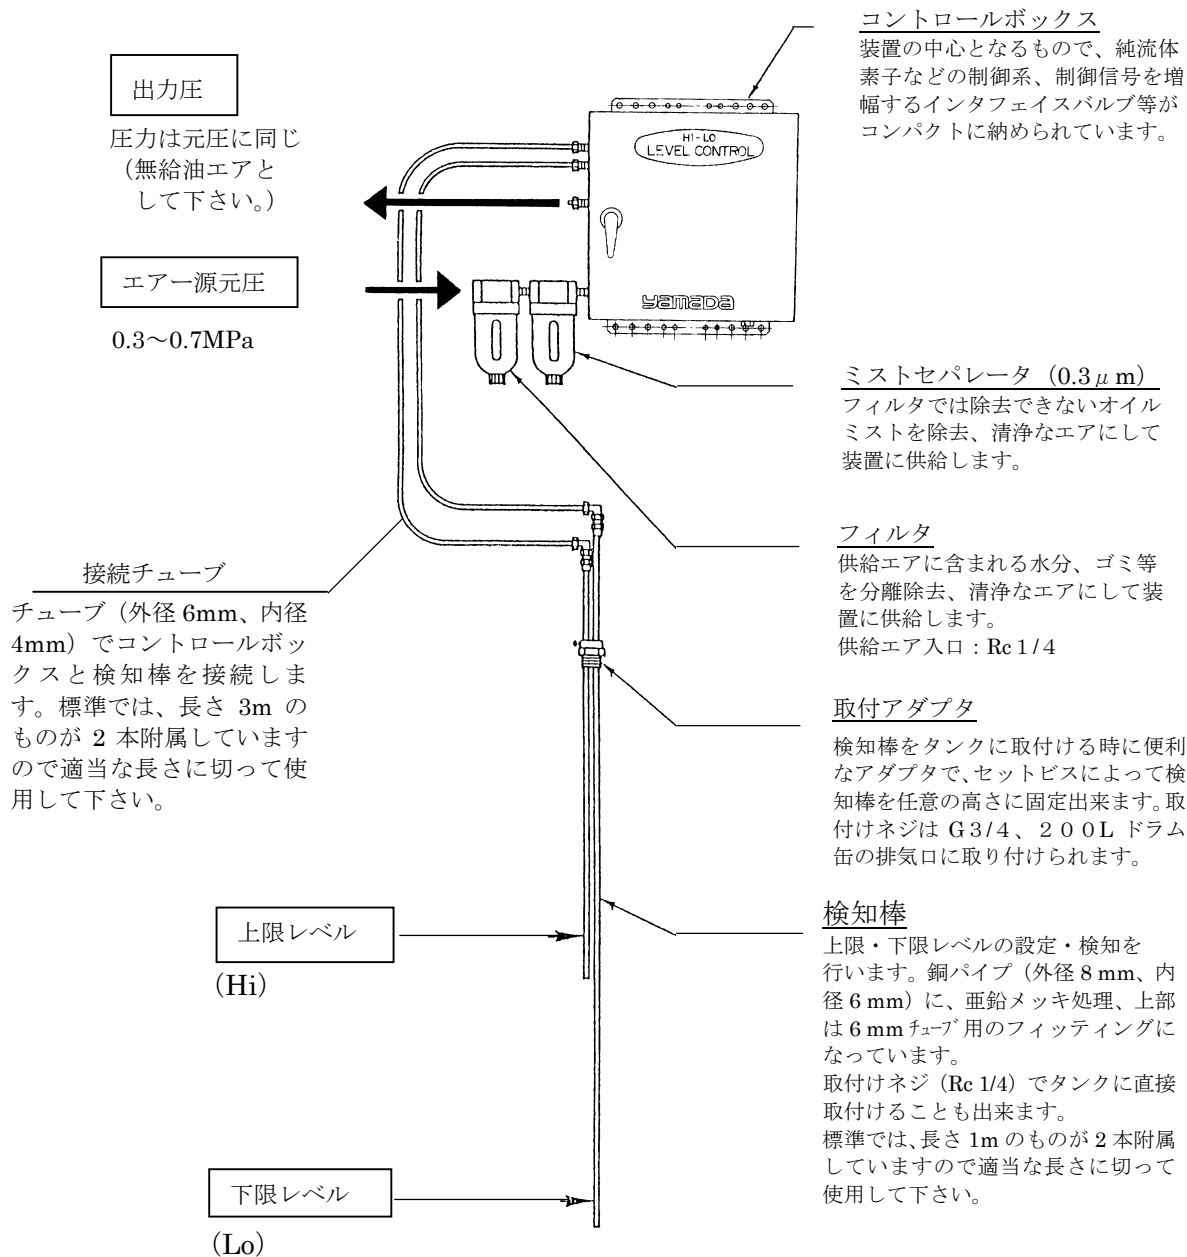 コントロールボックス
装置の中心となるもので、純流体
素子などの制御系、制御信号を増
幅するインタフェイスバルブ等が
コンパクトに納められています。
出力圧
圧力は元圧に同じ
（無給油エアと
して下さい。）
HI-LO
LEVEL CONTROL
エアー源元圧
0.3～0.7MPa
YAMADA
ミストセパレータ（0.3μm）
フィルタでは除去できないオイル
ミストを除去、清浄なエアにして
装置に供給します。
フィルタ
供給エアに含まれる水分、ゴミ等
を分離除去、清浄なエアにして装
置に供給します。
供給エア入口：Rc 1/4
接続チューブ
チューブ（外径 6mm、内径
4mm）でコントロールボッ
クスと検知棒を接続しま
す。標準では、長さ 3m の
ものが 2 本附属しています
ので適当な長さに切って使
用して下さい。
取付アダプタ
検知棒をタンクに取付ける時に便利
なアダプタで、セットビスによって検
知棒を任意の高さに固定出来ます。取
付けネジは G3/4、２００L ドラム
缶の排気口に取り付けられます。
検知棒
上限・下限レベルの設定・検知を
行います。銅パイプ（外径 8 mm、内
径 6 mm）に、亜鉛メッキ処理、上部
は 6 mm ﾁｭｰﾌﾞ用のフィッティングに
なっています。
取付けネジ（Rc 1/4）でタンクに直接
取付けることも出来ます。
標準では、長さ 1m のものが 2 本附属
していますので適当な長さに切って
使用して下さい。
上限レベル
(Hi)
下限レベル
(Lo)